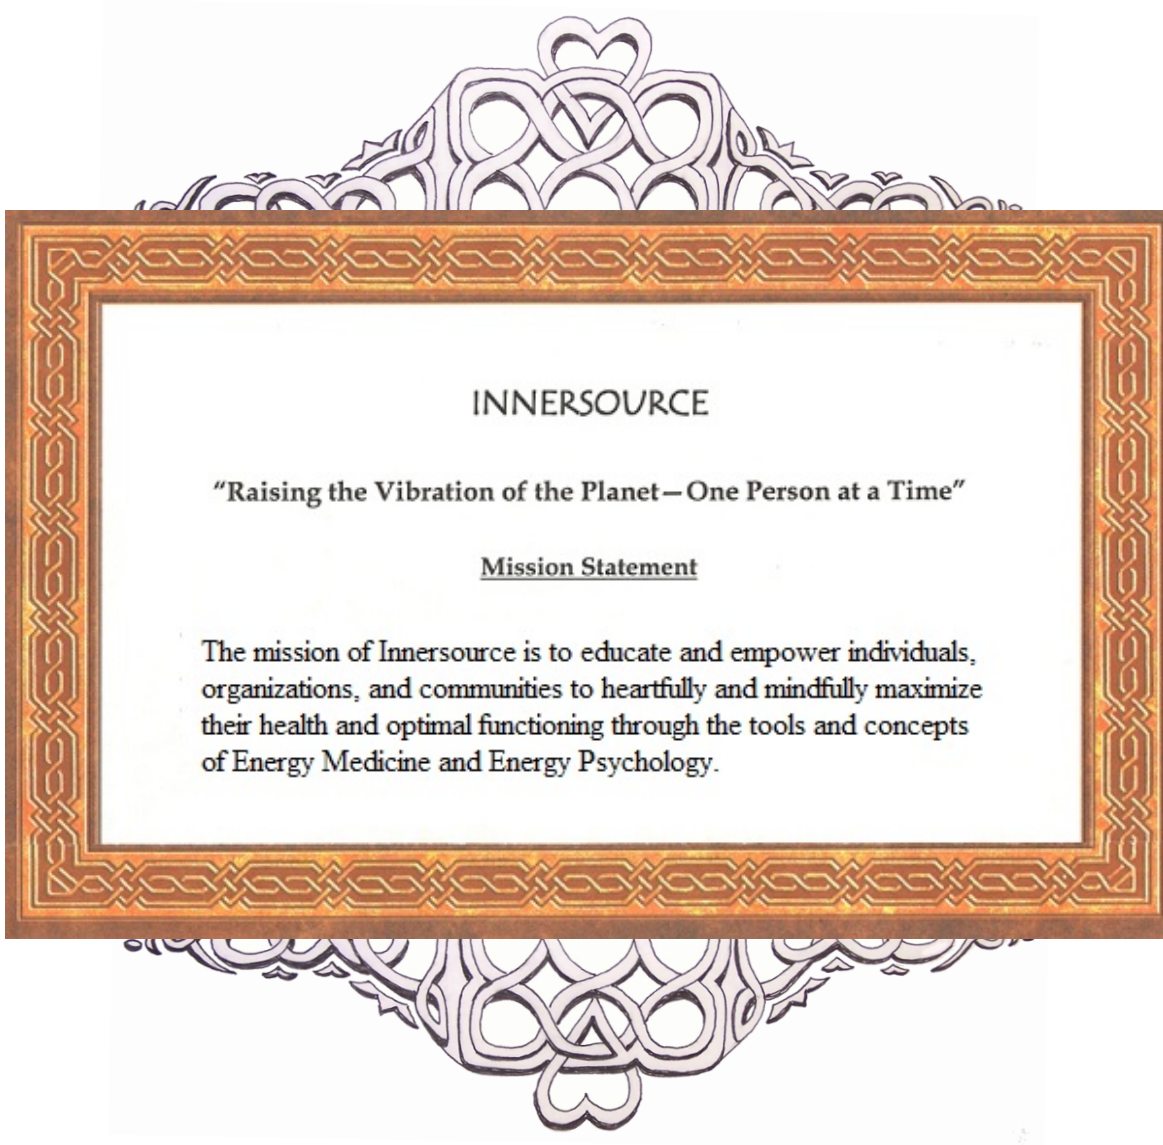 INNERSOURCE
“Raising the Vibration of the Planet—One Person at a Time”
Mission Statement
The mission of Innersource is to educate and empower individuals,
organizations, and communities to heartfully and mindfully maximize
their health and optimal functioning through the tools and concepts
of Energy Medicine and Energy Psychology.